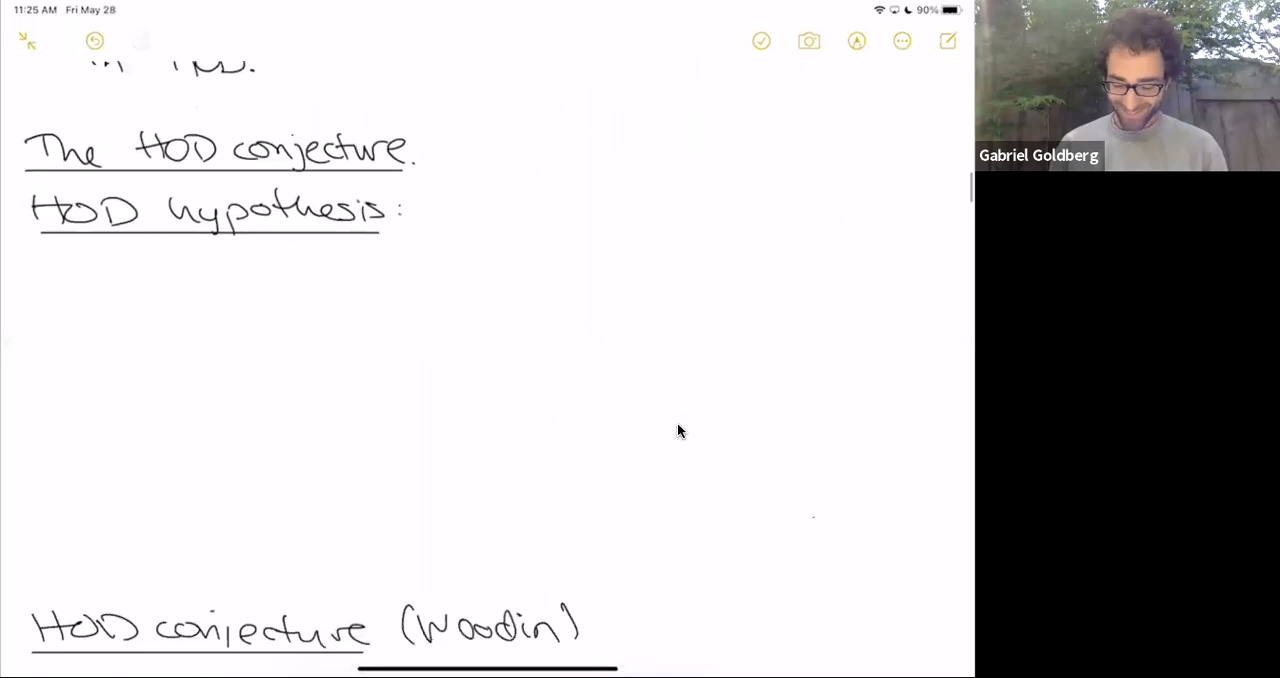 11:25 AM Fri May 28
90%
The HOD conjecture.
HOD hypothesis:
HOD conjecture (Woodin)
Gabriel Goldberg